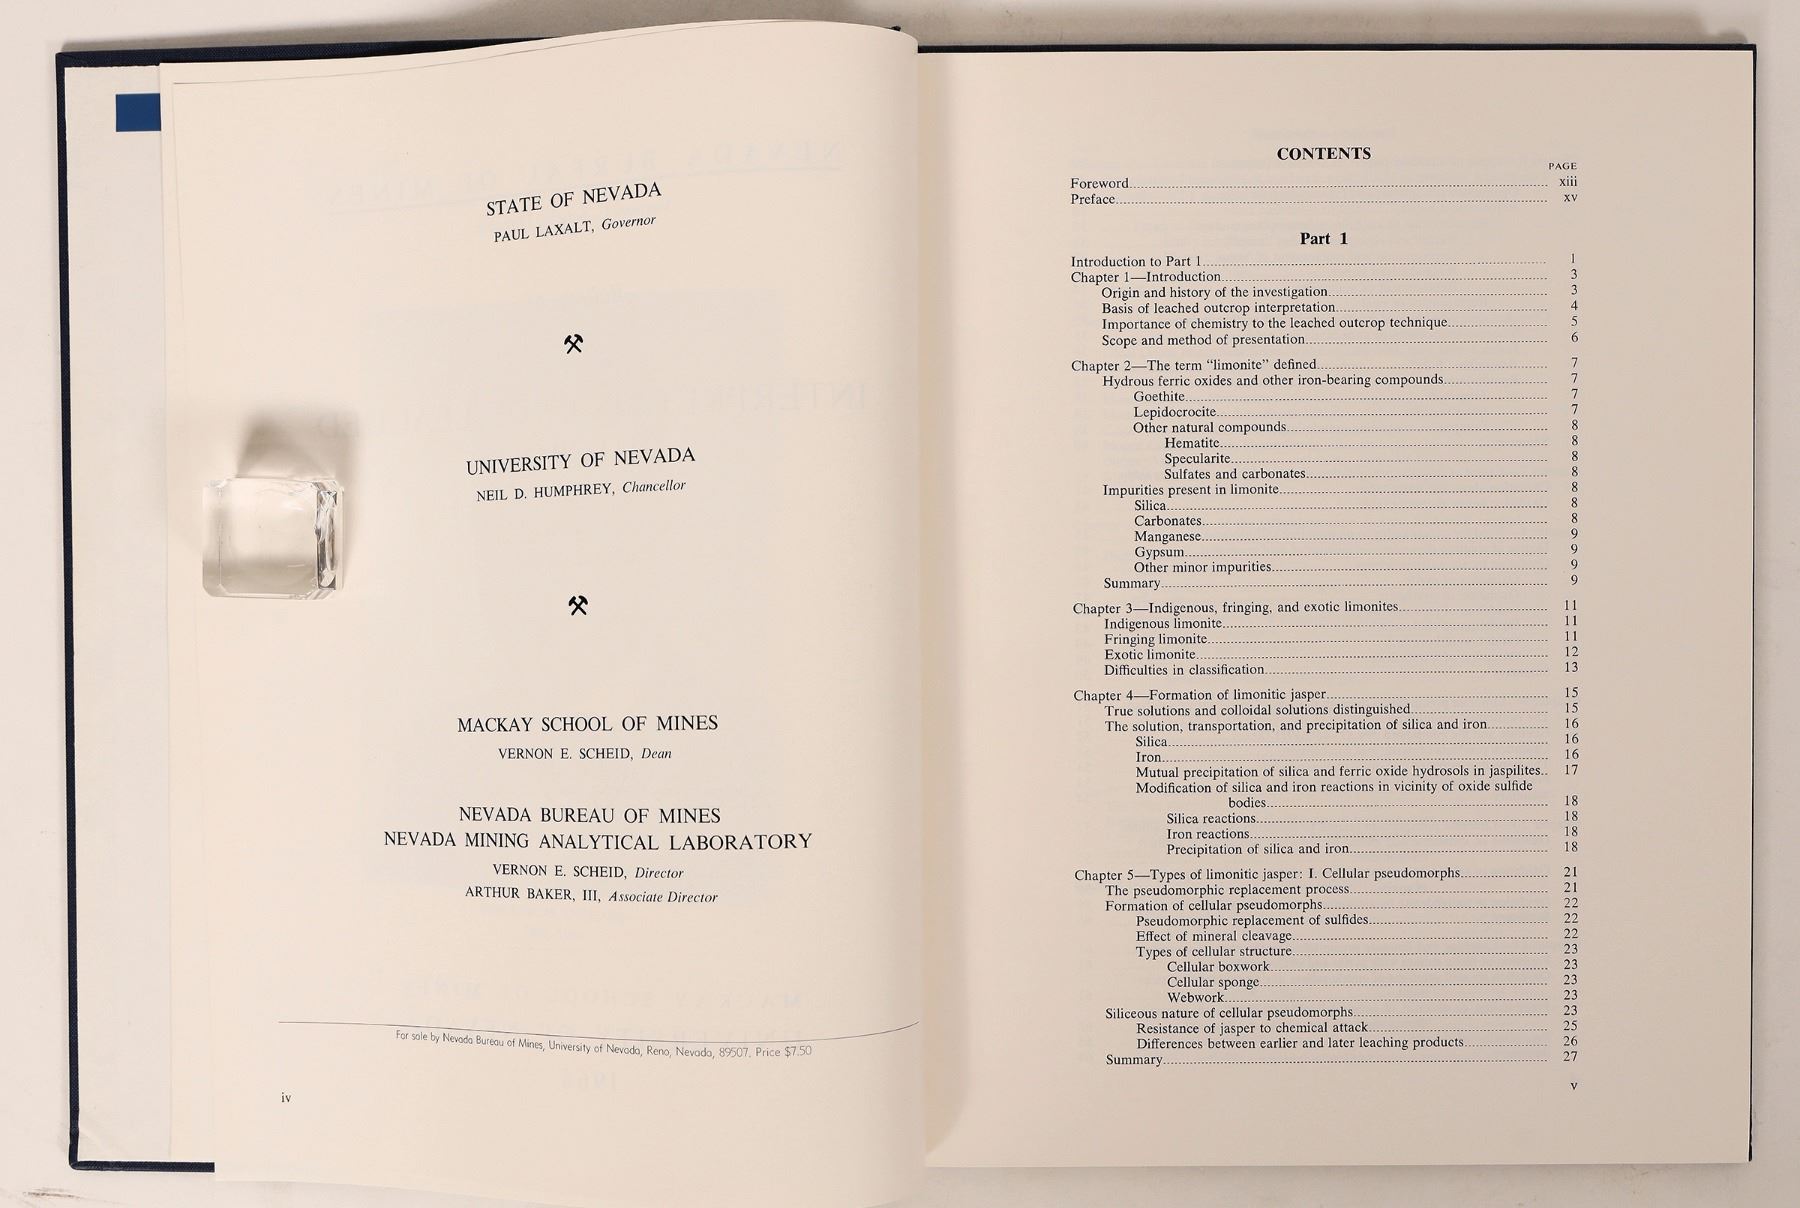 STATE OF NEVADA
PAUL LAXALT, Governor
UNIVERSITY OF NEVADA
NEIL D. HUMPHREY, Chancellor
MACKAY SCHOOL OF MINES
VERNON E. SCHEID, Dean
NEVADA BUREAU OF MINES
NEVADA MINING ANALYTICAL LABORATORY
VERNON E. SCHEID, Director
ARTHUR BAKER, III, Associate Director
For sale by Nevada Bureau of Mines, University of Nevada, Reno, Nevada, 89507. Price $7.50
iv
CONTENTS
PAGE
Foreword xiii
Preface xv
Part 1
Introduction to Part 1 1
Chapter 1—Introduction 3
Origin and history of the investigation 3
Basis of leached outcrop interpretation 4
Importance of chemistry to the leached outcrop technique 5
Scope and method of presentation 6
Chapter 2—The term “limonite” defined 7
Hydrous ferric oxides and other iron-bearing compounds 7
Goethite 7
Lepidocrocite 7
Other natural compounds 8
Hematite 8
Specularite 8
Sulfates and carbonates 8
Impurities present in limonite 8
Silica 8
Carbonates 8
Manganese 9
Gypsum 9
Other minor impurities 9
Summary 9
Chapter 3—Indigenous, fringing, and exotic limonites 11
Indigenous limonite 11
Fringing limonite 11
Exotic limonite 12
Difficulties in classification 13
Chapter 4—Formation of limonitic jasper 15
True solutions and colloidal solutions distinguished 15
The solution, transportation, and precipitation of silica and iron 16
Silica 16
Iron 16
Mutual precipitation of silica and ferric oxide hydrosols in jaspilites 17
Modification of silica and iron reactions in vicinity of oxide sulfide
bodies 18
Silica reactions 18
Iron reactions 18
Precipitation of silica and iron 18
Chapter 5—Types of limonitic jasper: I. Cellular pseudomorphs 21
The pseudomorphic replacement process 21
Formation of cellular pseudomorphs 22
Pseudomorphic replacement of sulfides 22
Effect of mineral cleavage 22
Types of cellular structure 23
Cellular boxwork 23
Cellular sponge 23
Webwork 23
Siliceous nature of cellular pseudomorphs 23
Resistance of jasper to chemical attack 25
Differences between earlier and later leaching products 26
Summary 27
v